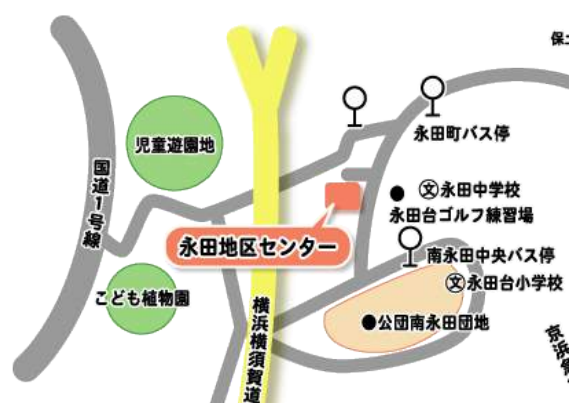 保土
永田町バス停
児童遊園地
国道1号線
文永田中学校
永田台ゴルフ練習場
永田地区センター
南永田中央バス停
文永田台小学校
こども植物園
公団南永田団地
横浜横須賀道
京浜急